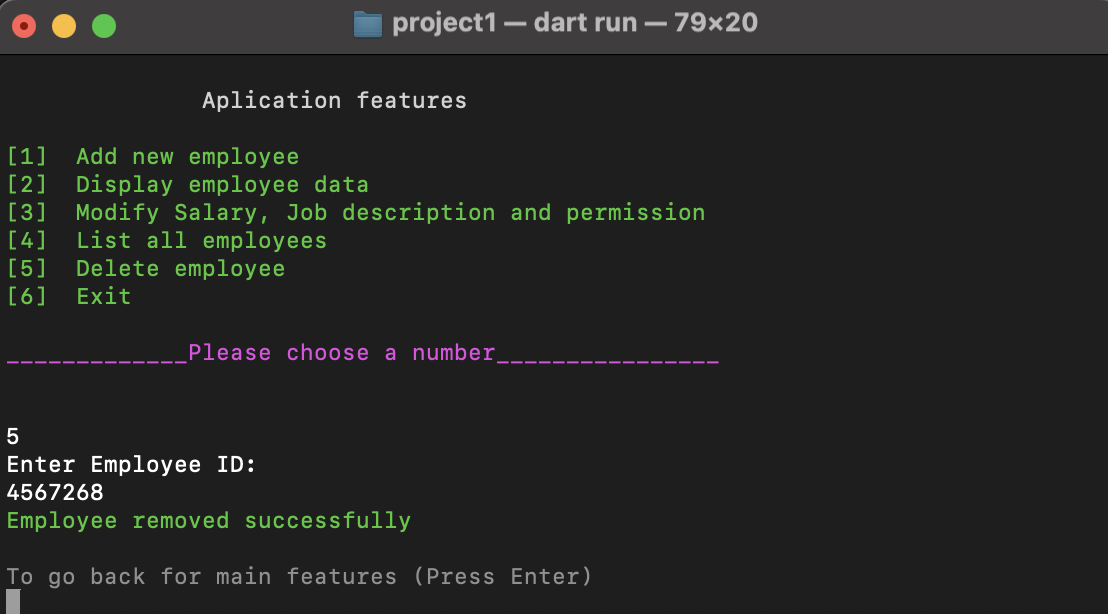 project1 — dart run — 79×20
Aplication features
[1]  Add new employee
[2]  Display employee data
[3]  Modify Salary, Job description and permission
[4]  List all employees
[5]  Delete employee
[6]  Exit
_____________Please choose a number________________
5
Enter Employee ID:
4567268
Employee removed successfully
To go back for main features (Press Enter)